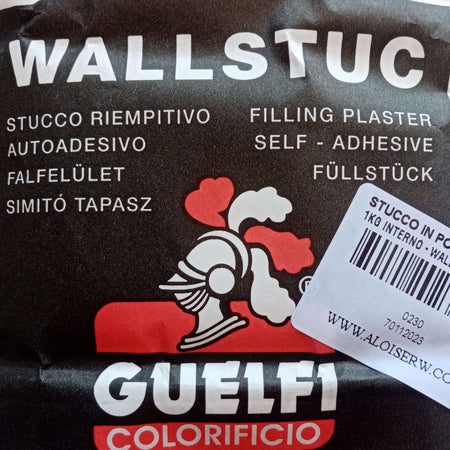 WALLSTUC
STUCCO RIEMPITIVO
AUTOADESIVO
FALFELÜLET
SIMITÓ TAPASZ
FILLING PLASTER
SELF - ADHESIVE
FÜLLSTÜCK
STUCCO IN PO
1KG INTERNO - WAL
0230
70112023
WWW.ALOISERW.CO
®
GUELFI
COLORIFICIO